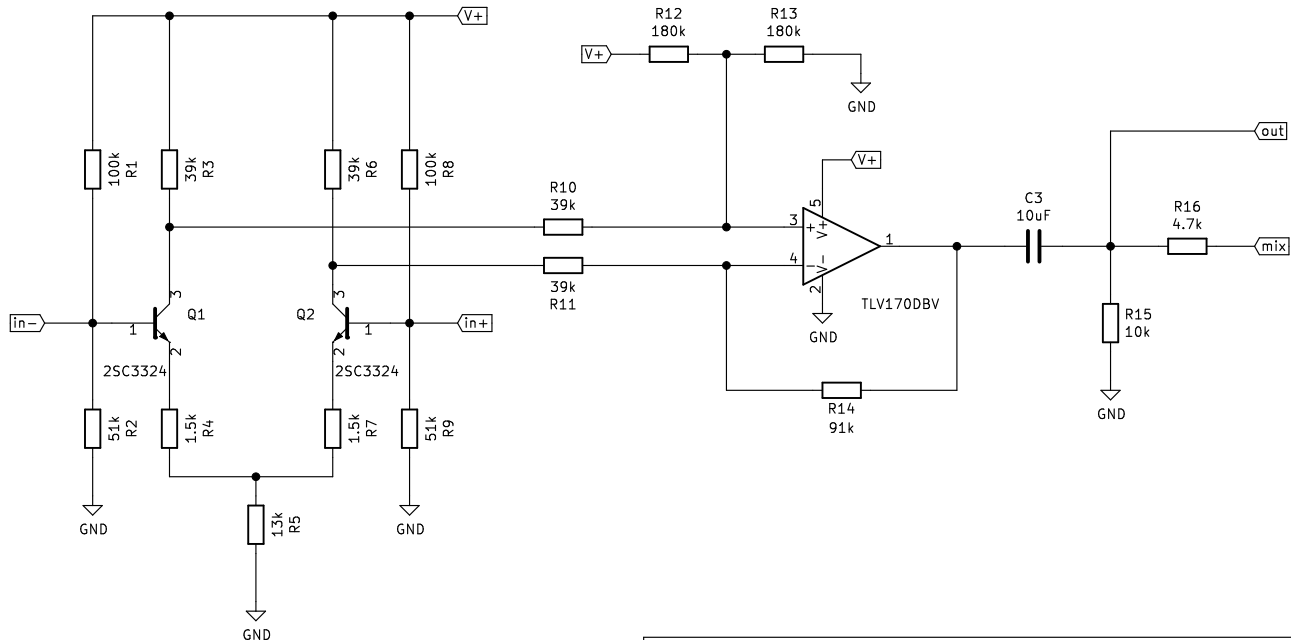 V+
R12
180k
R13
180k
V+
GND
out
100k
R1
39k
R3
39k
R6
100k
R8
V+
R10
39k
5
V+
3
+
1
4
-
V-
2
39k
R11
TLV170DBV
GND
C3
10uF
R16
4.7k
mix
in-
1
3
Q1
2
2SC3324
Q2
3
1
2
2SC3324
in+
R15
10k
GND
R14
91k
51k
R2
1.5k
R4
1.5k
R7
51k
R9
GND
13k
R5
GND
GND